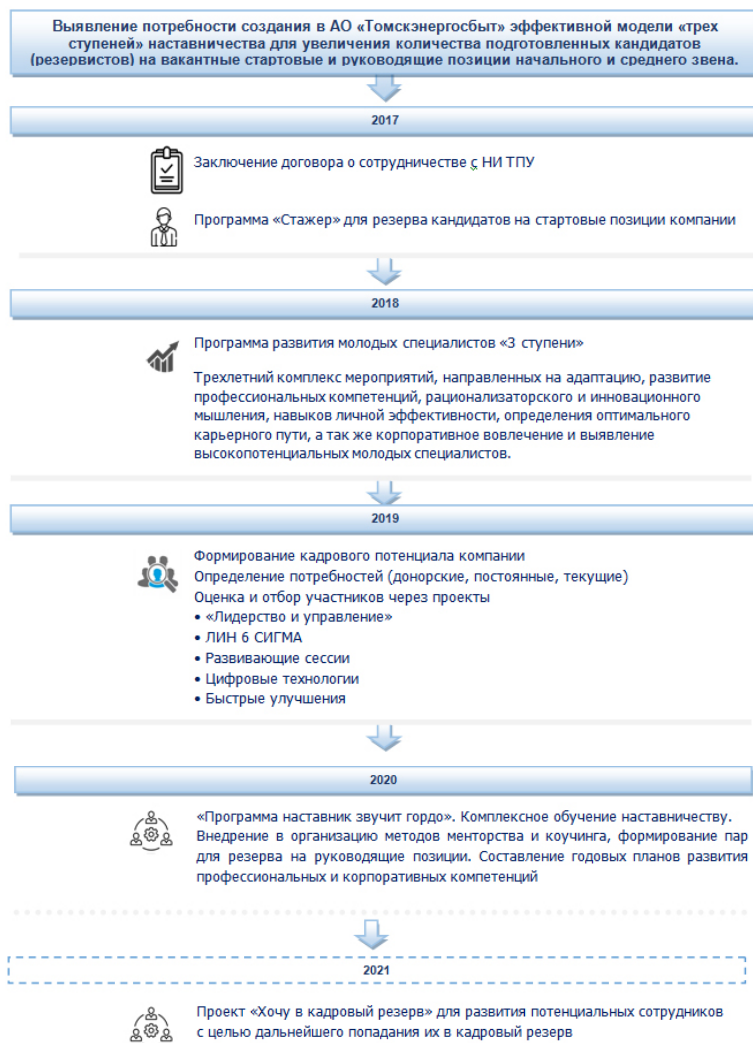 Выявление потребности создания в АО «Томскэнергосбыт» эффективной модели «трех
ступеней» наставничества для увеличения количества подготовленных кандидатов
(резервистов) на вакантные стартовые и руководящие позиции начального и среднего звена.
2017
Заключение договора о сотрудничестве с НИ ТПУ
Программа «Стажер» для резерва кандидатов на стартовые позиции компании
2018
Программа развития молодых специалистов «3 ступени»
Трехлетний комплекс мероприятий, направленных на адаптацию, развитие
профессиональных компетенций, рационализаторского и инновационного
мышления, навыков личной эффективности, определения оптимального
карьерного пути, а так же корпоративное вовлечение и выявление
высокопотенциальных молодых специалистов.
2019
Формирование кадрового потенциала компании
Определение потребностей (донорские, постоянные, текущие)
Оценка и отбор участников через проекты
• «Лидерство и управление»
• ЛИН 6 СИГМА
• Развивающие сессии
• Цифровые технологии
• Быстрые улучшения
2020
«Программа наставник звучит гордо». Комплексное обучение наставничеству.
Внедрение в организацию методов менторства и коучинга, формирование пар
для резерва на руководящие позиции. Составление годовых планов развития
профессиональных и корпоративных компетенций
2021
Проект «Хочу в кадровый резерв» для развития потенциальных сотрудников
с целью дальнейшего попадания их в кадровый резерв